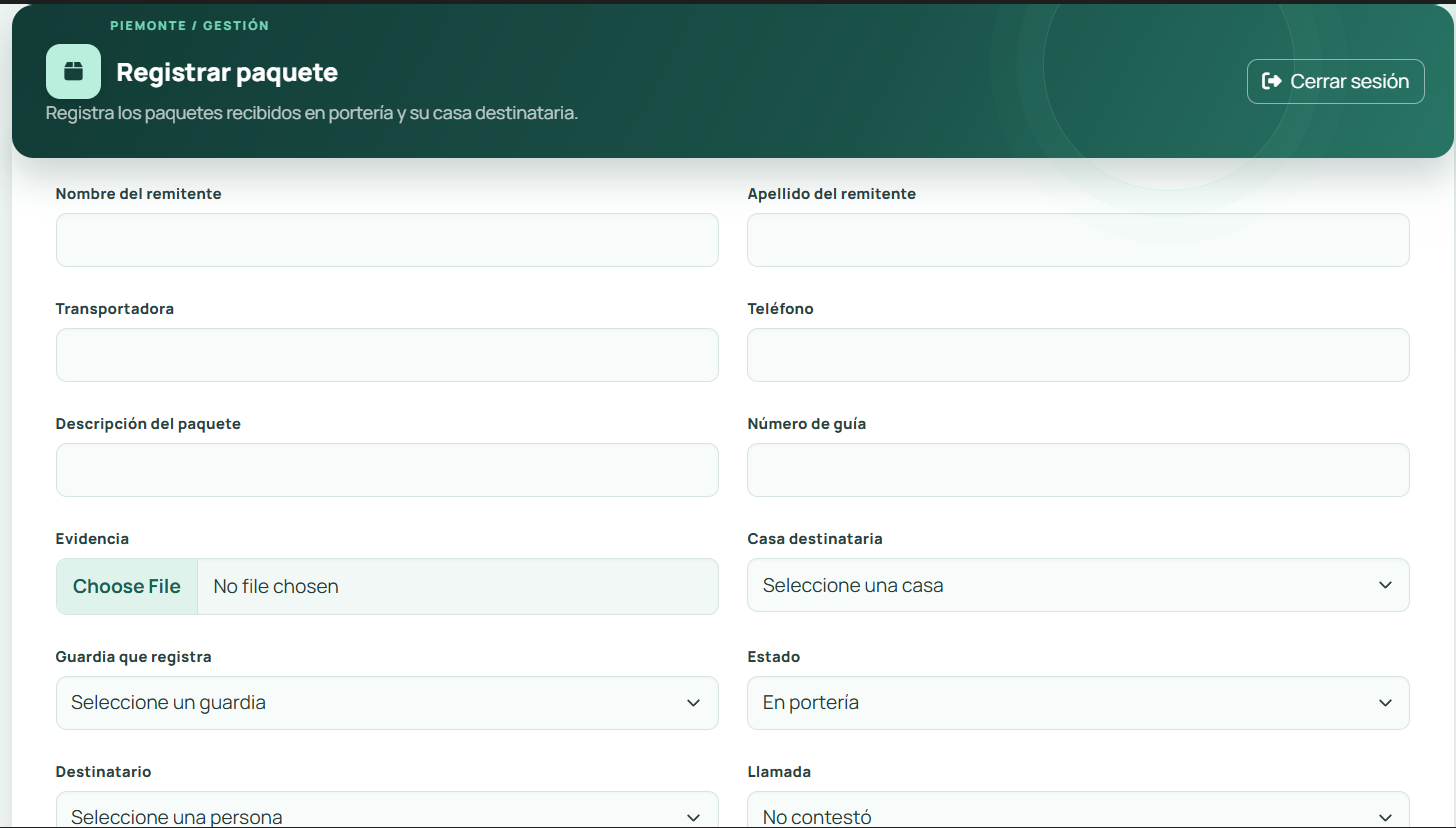 PIEMONTE / GESTIÓN
Registrar paquete
Cerrar sesión
Registra los paquetes recibidos en portería y su casa destinataria.
Nombre del remitente
Apellido del remitente
Transportadora
Teléfono
Descripción del paquete
Número de guía
Evidencia
Casa destinataria
Choose File No file chosen
Seleccione una casa
Guardia que registra
Estado
Seleccione un guardia
En portería
Destinatario
Llamada
Seleccione una persona
No contestó